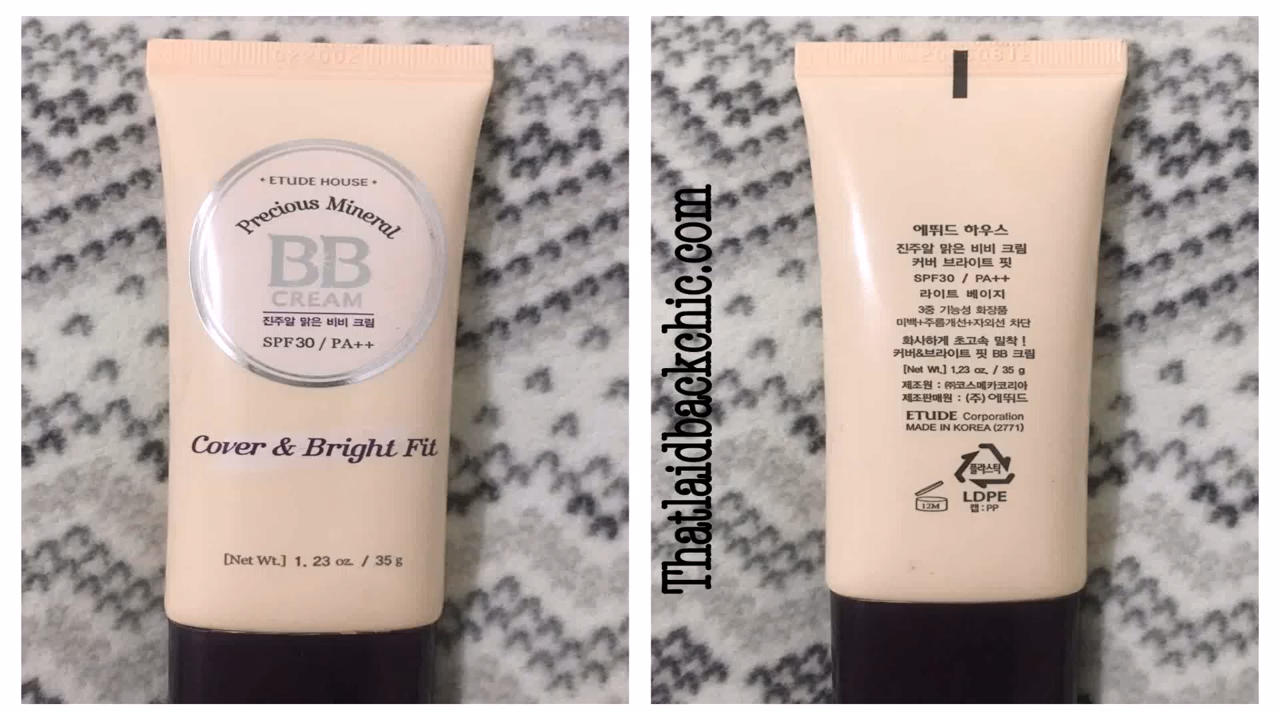 • ETUDE HOUSE •
Precious Mineral
BB
CREAM
진주알 맑은 비비 크림
SPF30 / PA++
Cover & Bright Fit
[Net Wt.] 1. 23 oz. / 35 g
Thatlaidbackchic.com
에뛰드 하우스
진주알 맑은 비비 크림
커버 브라이트 핏
SPF30 / PA++
라이트 베이지
3중 기능성 화장품
미백+주름개선+자외선 차단
화사하게 초고속 밀착 !
커버&브라이트 핏 BB 크림
[Net Wt.] 1.23 oz. / 35 g
제조원 : ㈜코스메카코리아
제조판매원 : (주) 에뛰드
ETUDE Corporation
MADE IN KOREA (2771)
플라스틱
12M
LDPE
캡 : PP